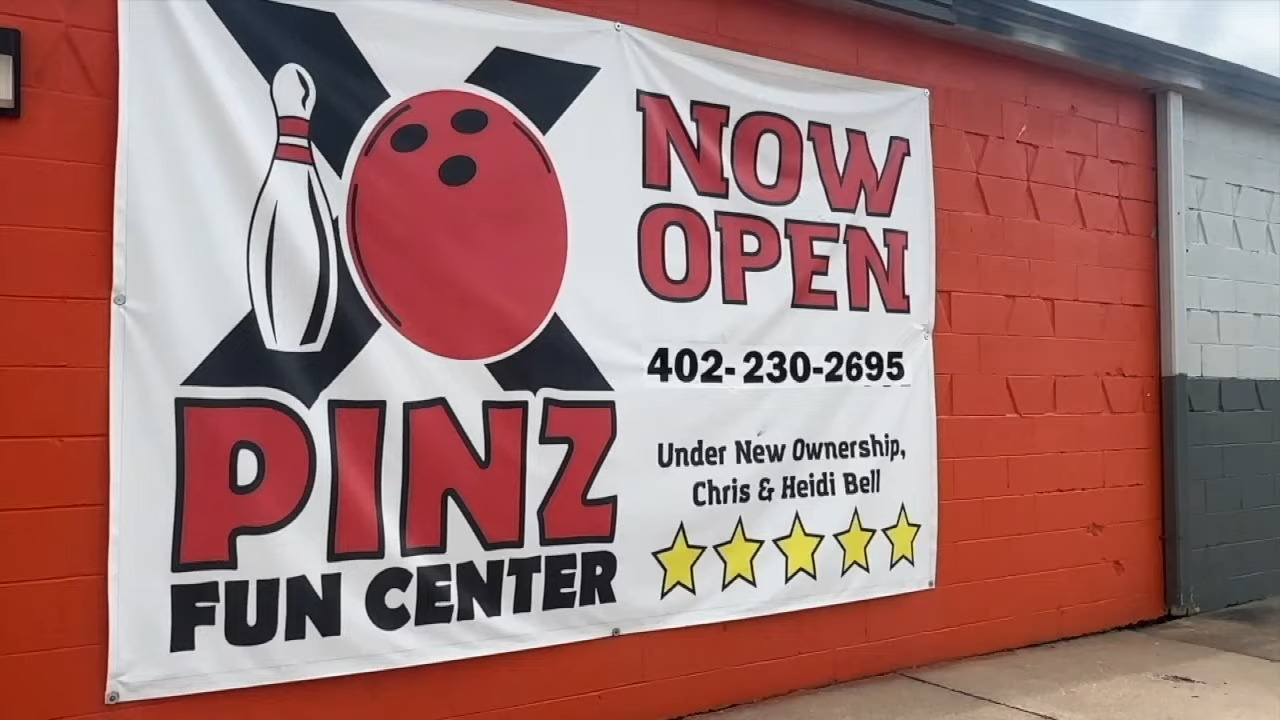 X
PINZ
FUN CENTER
NOW
OPEN
402-230-2695
Under New Ownership,
Chris & Heidi Bell